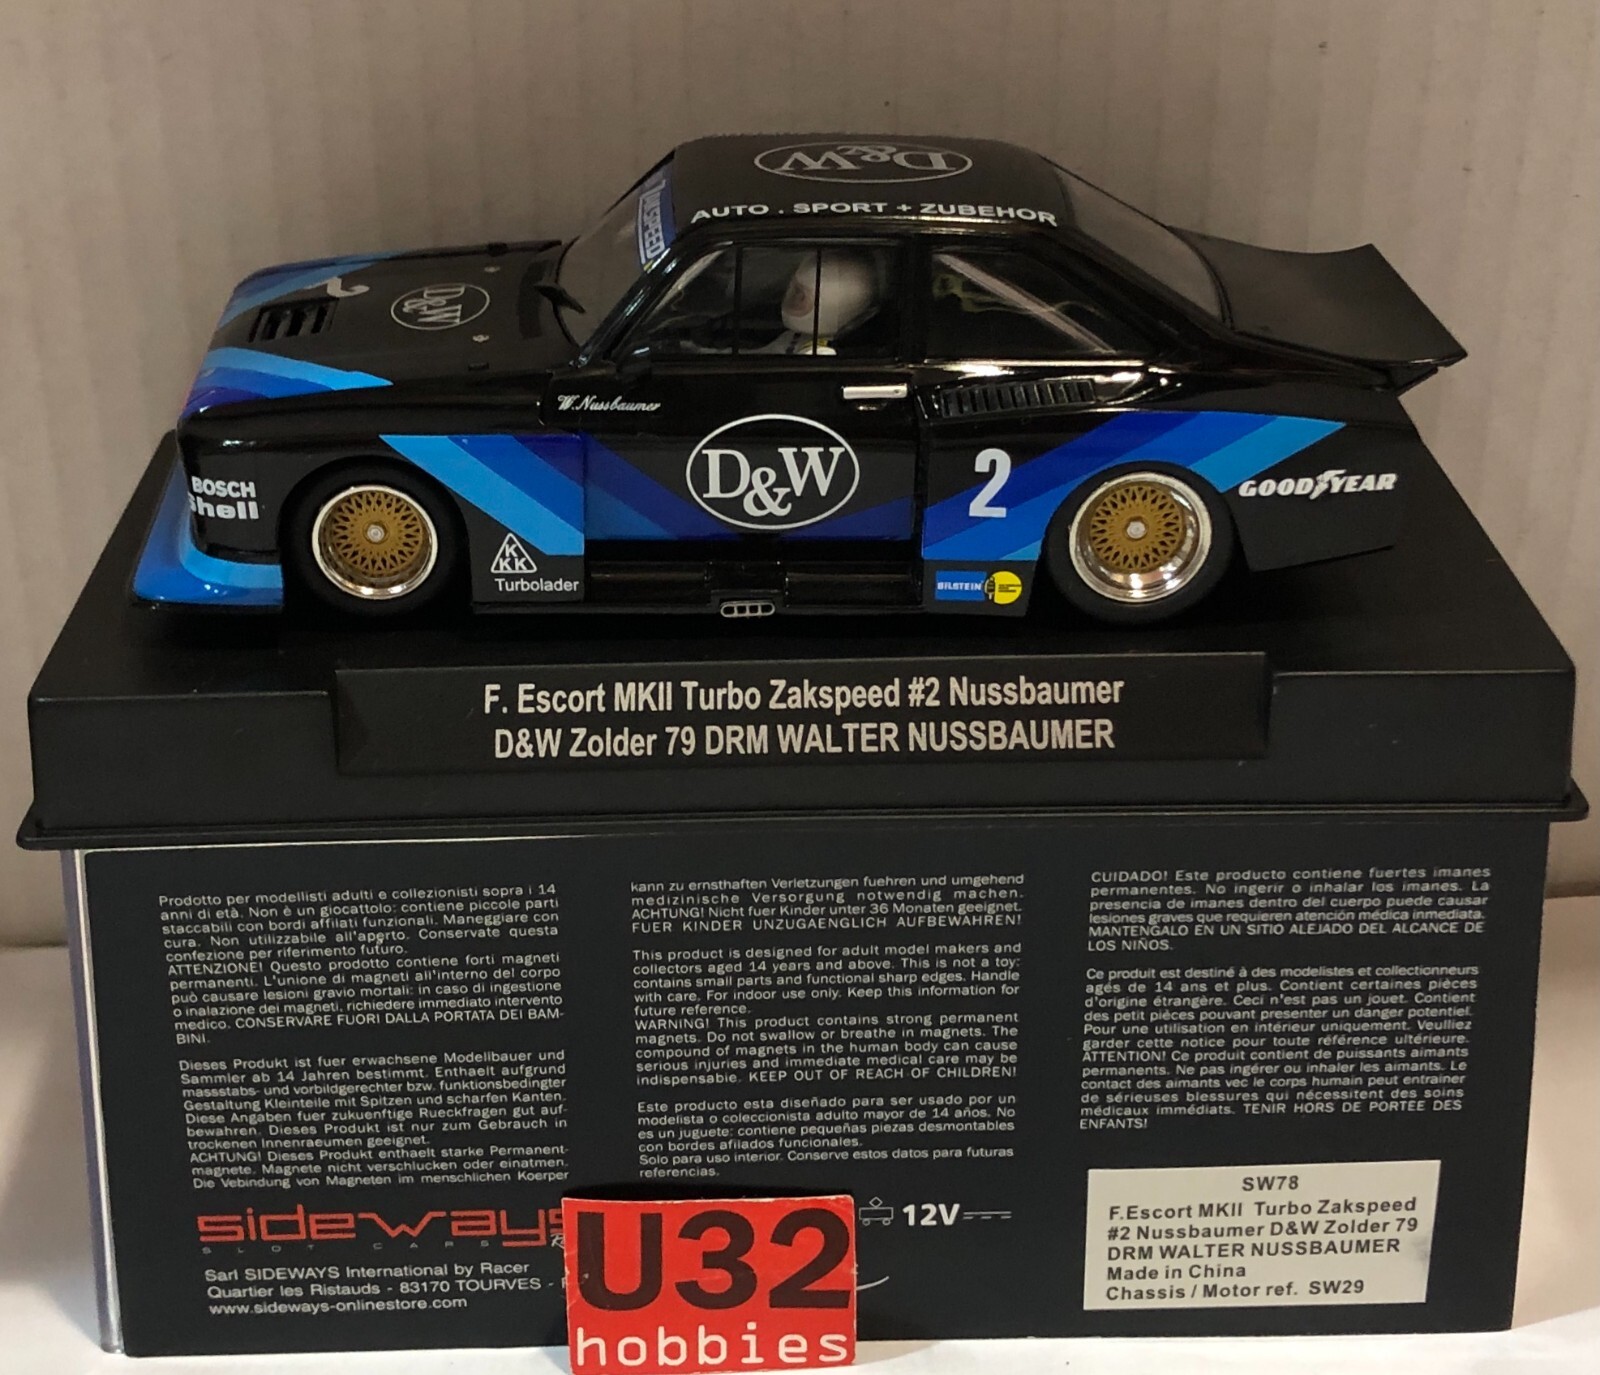 D&W
AUTO . SPORT + ZUBEHOR
ZAKSPEED
2
D&W
W.Nussbaumer
D&W
2
GOODYEAR
BOSCH
Shell
K
KKK
Turbolader
BILSTEIN
F. Escort MKII Turbo Zakspeed #2 Nussbaumer
D&W Zolder 79 DRM WALTER NUSSBAUMER
Prodotto per modellisti adulti e collezionisti sopra i 14
anni di età. Non è un giocattolo: contiene piccole parti
staccabili con bordi affilati funzionali. Maneggiare con
cura. Non utilizzabile all'aperto. Conservate questa
confezione per riferimento futuro.
ATTENZIONE! Questo prodotto contiene forti magneti
permanenti. L'unione di magneti all'interno del corpo
può causare lesioni gravio mortali: in caso di ingestione
o inalazione dei magneti, richiedere immediato intervento
medico. CONSERVARE FUORI DALLA PORTATA DEI BAM-
BINI.
Dieses Produkt ist fuer erwachsene Modellbauer und
Sammler ab 14 Jahren bestimmt. Enthaelt aufgrund
massstabs- und vorbildgerechter bzw. funktionsbedingter
Gestaltung Kleinteile mit Spitzen und scharfen Kanten.
Diese Angaben fuer zukuenftige Rueckfragen gut auf-
bewahren. Dieses Produkt ist nur zum Gebrauch in
trockenen Innenraeumen geeignet.
ACHTUNG! Dieses Produkt enthaelt starke Permanent-
magnete. Magnete nicht verschlucken oder einatmen.
Die Vebindung von Magneten im menschlichen Koerper
kann zu ernsthaften Verletzungen fuehren und umgehend
medizinische Versorgung notwendig machen.
ACHTUNG! Nicht fuer Kinder unter 36 Monaten geeignet.
FUER KINDER UNZUGAENGLICH AUFBEWAHREN!
This product is designed for adult model makers and
collectors aged 14 years and above. This is not a toy:
contains small parts and functional sharp edges. Handle
with care. For indoor use only. Keep this information for
future reference.
WARNING! This product contains strong permanent
magnets. Do not swallow or breathe in magnets. The
compound of magnets in the human body can cause
serious injuries and immediate medical care may be
indispensable. KEEP OUT OF REACH OF CHILDREN!
Este producto esta diseñado para ser usado por un
modelista o coleccionista adulto mayor de 14 años. No
es un juguete: contiene pequeñas piezas desmontables
con bordes afilados funcionales.
Solo para uso interior. Conserve estos datos para futuras
referencias.
CUIDADO! Este producto contiene fuertes imanes
permanentes. No ingerir o inhalar los imanes. La
presencia de imanes dentro del cuerpo puede causar
lesiones graves que requieren atención médica inmediata.
MANTENGALO EN UN SITIO ALEJADO DEL ALCANCE DE
LOS NIÑOS.
Ce produit est destiné à des modelistes et collectionneurs
agés de 14 ans et plus. Contient certaines pièces
d'origine étrangère. Ceci n'est pas un jouet. Contient
des petit pièces pouvant presenter un danger potentiel.
Pour une utilisation en intérieur uniquement. Veulliez
garder cette notice pour toute référence ultérieure.
ATTENTION! Ce produit contient de puissants aimants
permanents. Ne pas ingérer ou inhaler les aimants. Le
contact des aimants vec le corps humain peut entrainer
de sérieuses blessures qui nécessitent des soins
médicaux immédiats. TENIR HORS DE PORTÉE DES
ENFANTS!
sideways
SLOT CARS
Sarl SIDEWAYS International by Racer
Quartier les Ristauds - 83170 TOURVES -
www.sideways-onlinestore.com
U32
hobbies
12V
SW78
F.Escort MKII Turbo Zakspeed
#2 Nussbaumer D&W Zolder 79
DRM WALTER NUSSBAUMER
Made in China
Chassis / Motor ref. SW29